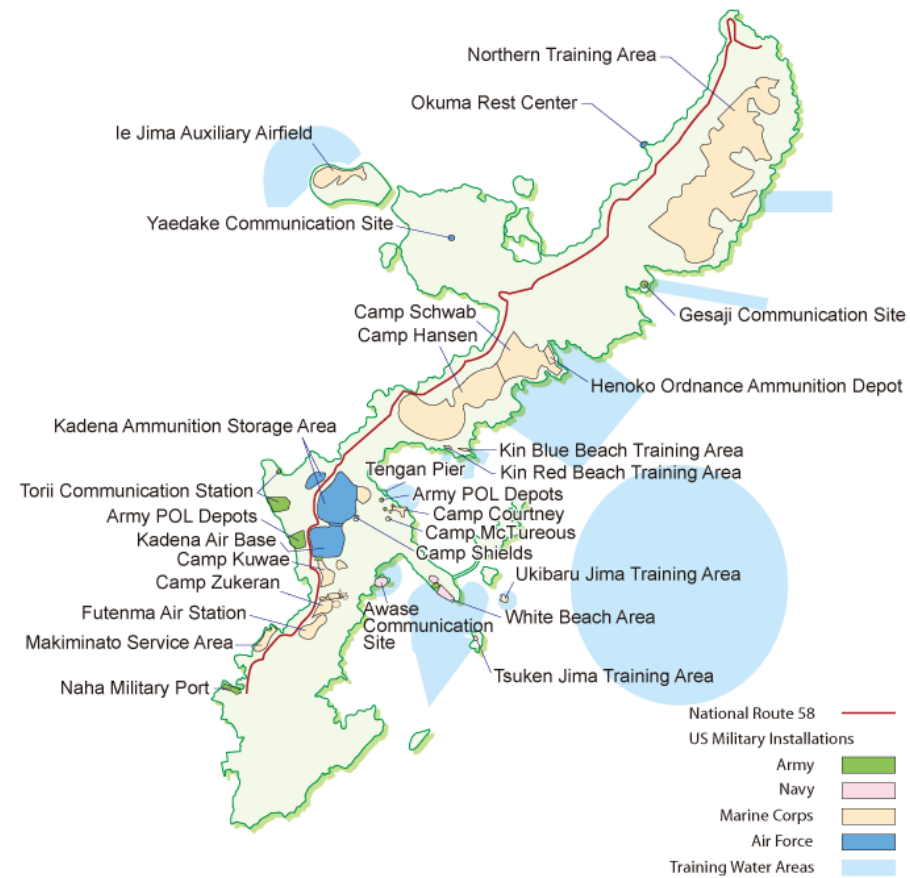 Northern Training Area
Okuma Rest Center
Ie Jima Auxiliary Airfield
Yaedake Communication Site
Gesaji Communication Site
Camp Schwab
Camp Hansen
Henoko Ordnance Ammunition Depot
Kadena Ammunition Storage Area
Kin Blue Beach Training Area
Kin Red Beach Training Area
Tengan Pier
Torii Communication Station
Army POL Depots
Camp Courtney
Army POL Depots
Camp McTureous
Kadena Air Base
Camp Shields
Camp Kuwae
Ukibaru Jima Training Area
Camp Zukeran
Futenma Air Station
Awase
Communication
Site
White Beach Area
Makiminato Service Area
Tsuken Jima Training Area
Naha Military Port
National Route 58
US Military Installations
Army
Navy
Marine Corps
Air Force
Training Water Areas